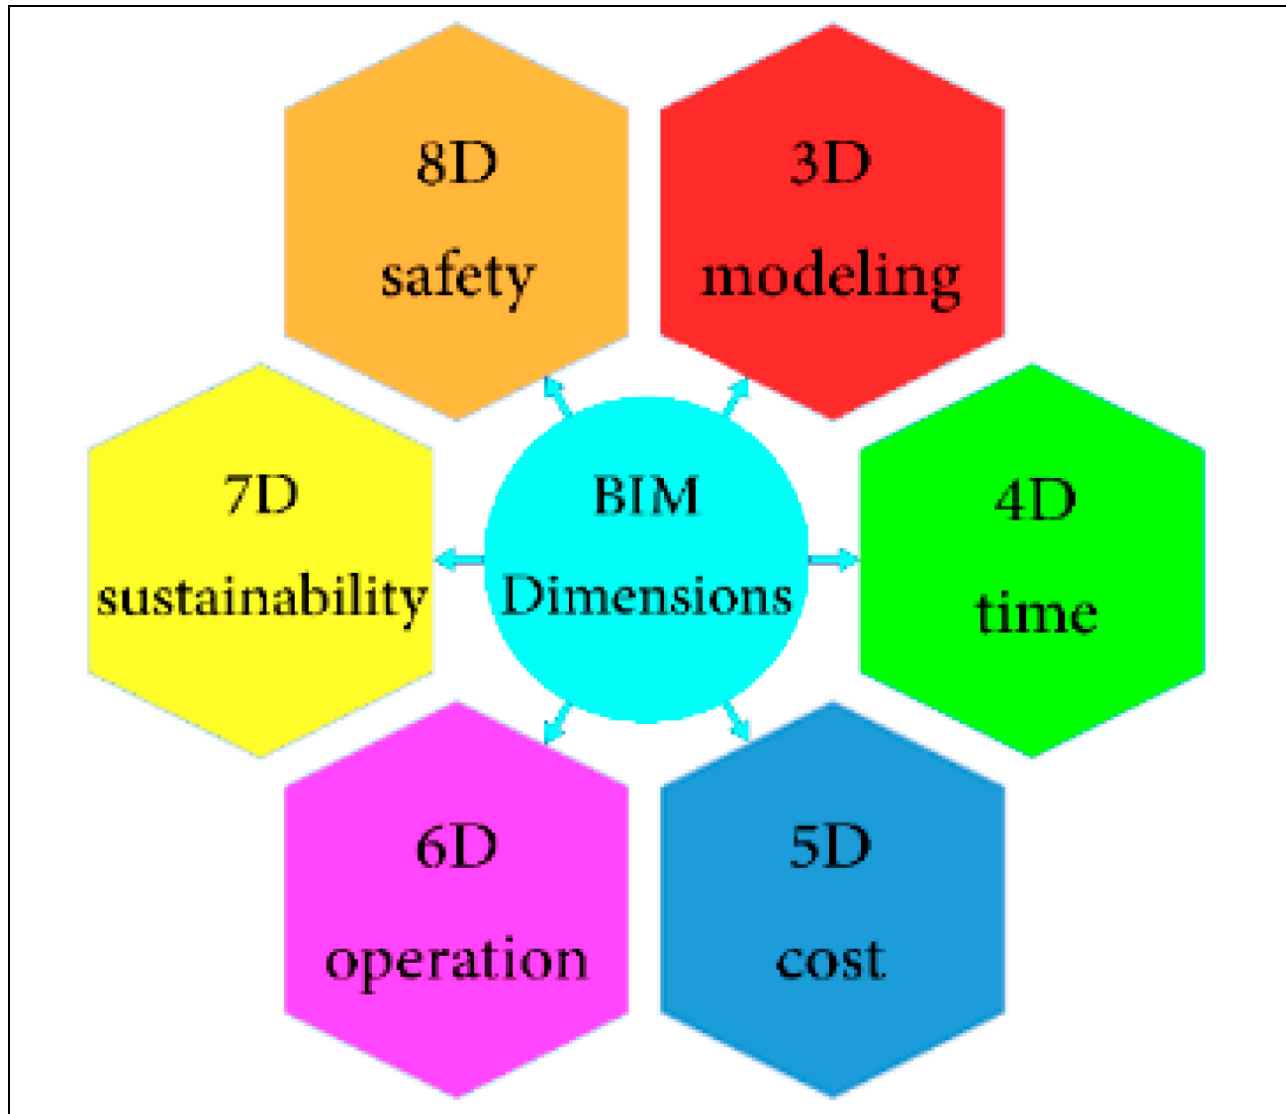 8D
safety
3D
modeling
7D
sustainability
BIM
Dimensions
4D
time
6D
operation
5D
cost